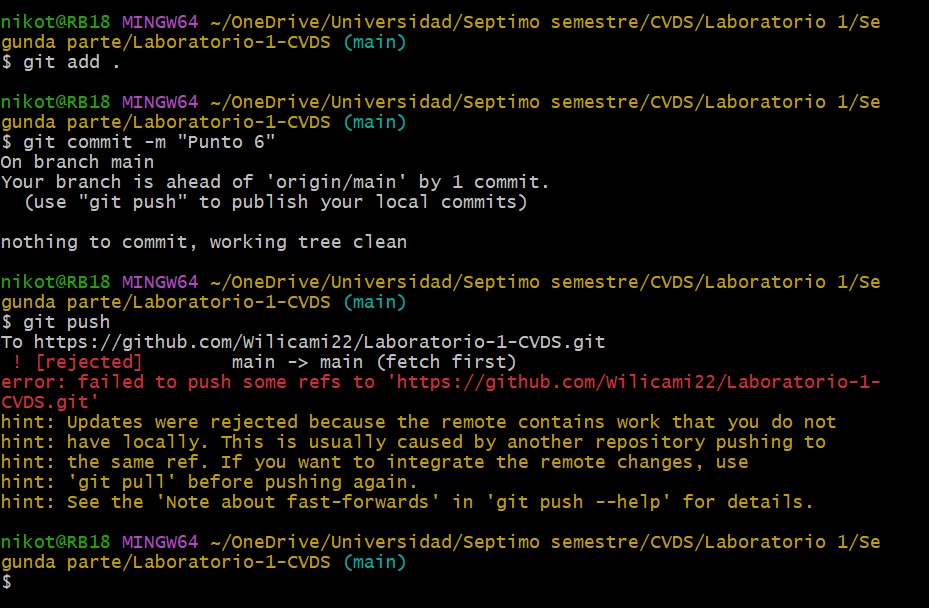 nikot@RB18 MINGW64 ~/OneDrive/Universidad/Septimo semestre/CVDS/Laboratorio 1/Se
gunda parte/Laboratorio-1-CVDS (main)
$ git add .
nikot@RB18 MINGW64 ~/OneDrive/Universidad/Septimo semestre/CVDS/Laboratorio 1/Se
gunda parte/Laboratorio-1-CVDS (main)
$ git commit -m "Punto 6"
On branch main
Your branch is ahead of 'origin/main' by 1 commit.
  (use "git push" to publish your local commits)
nothing to commit, working tree clean
nikot@RB18 MINGW64 ~/OneDrive/Universidad/Septimo semestre/CVDS/Laboratorio 1/Se
gunda parte/Laboratorio-1-CVDS (main)
$ git push
To https://github.com/Wilicami22/Laboratorio-1-CVDS.git
 ! [rejected]        main -> main (fetch first)
error: failed to push some refs to 'https://github.com/Wilicami22/Laboratorio-1-
CVDS.git'
hint: Updates were rejected because the remote contains work that you do not
hint: have locally. This is usually caused by another repository pushing to
hint: the same ref. If you want to integrate the remote changes, use
hint: 'git pull' before pushing again.
hint: See the 'Note about fast-forwards' in 'git push --help' for details.
nikot@RB18 MINGW64 ~/OneDrive/Universidad/Septimo semestre/CVDS/Laboratorio 1/Se
gunda parte/Laboratorio-1-CVDS (main)
$